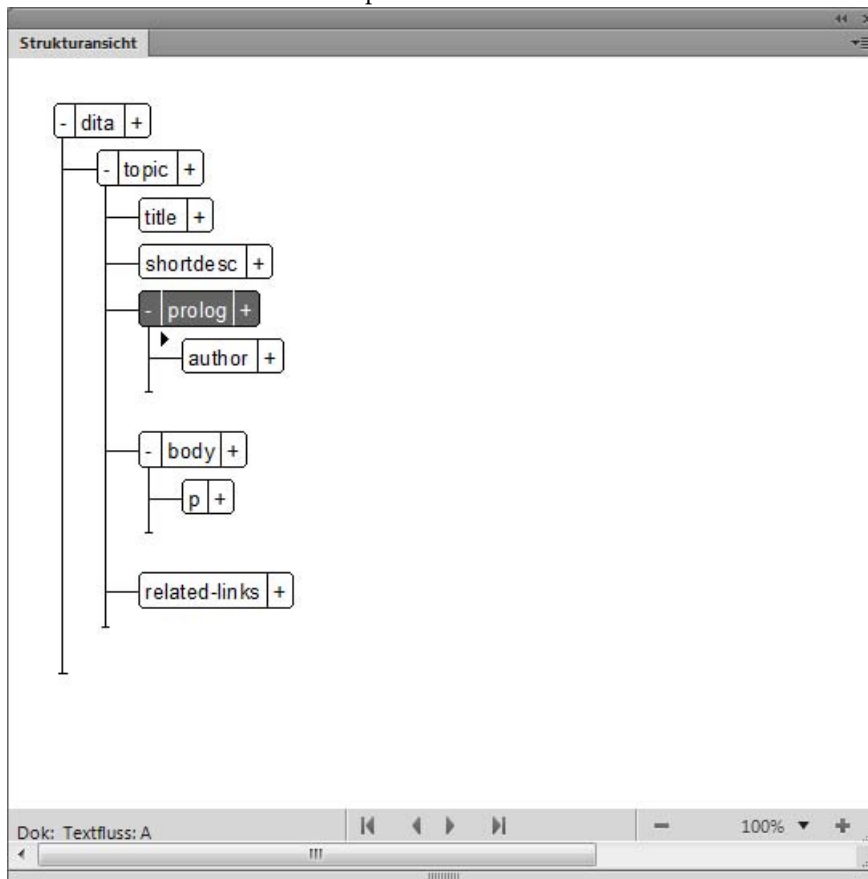 Strukturansicht
- dita +
- topic +
title +
shortdesc +
- prolog +
author +
- body +
p +
related-links +
Dok: Textfluss: A
100%